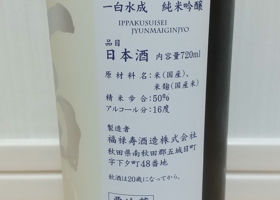 一白水成 純米吟醸
IPPAKUSUISEI
JYUNMAIGINJYO
品目
日本酒 内容量720ml
原材料名:米(国産)、
米麹(国産米)
精米歩合:50%
アルコール分:16度
製造者
福禄寿酒造株式会社
秋田県南秋田郡五城目町
字下タ町48番地
飲酒は20歳になってから。